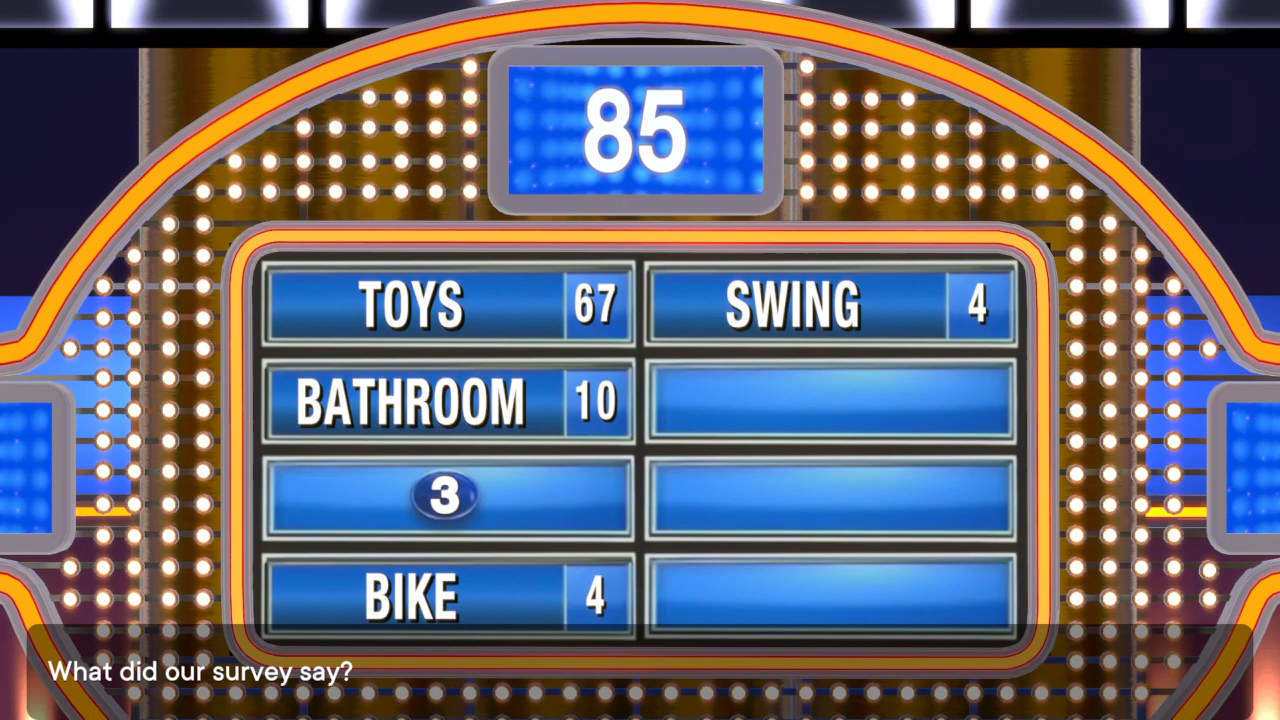 85
TOYS 67
SWING 4
BATHROOM 10
3
BIKE 4
What did our survey say?